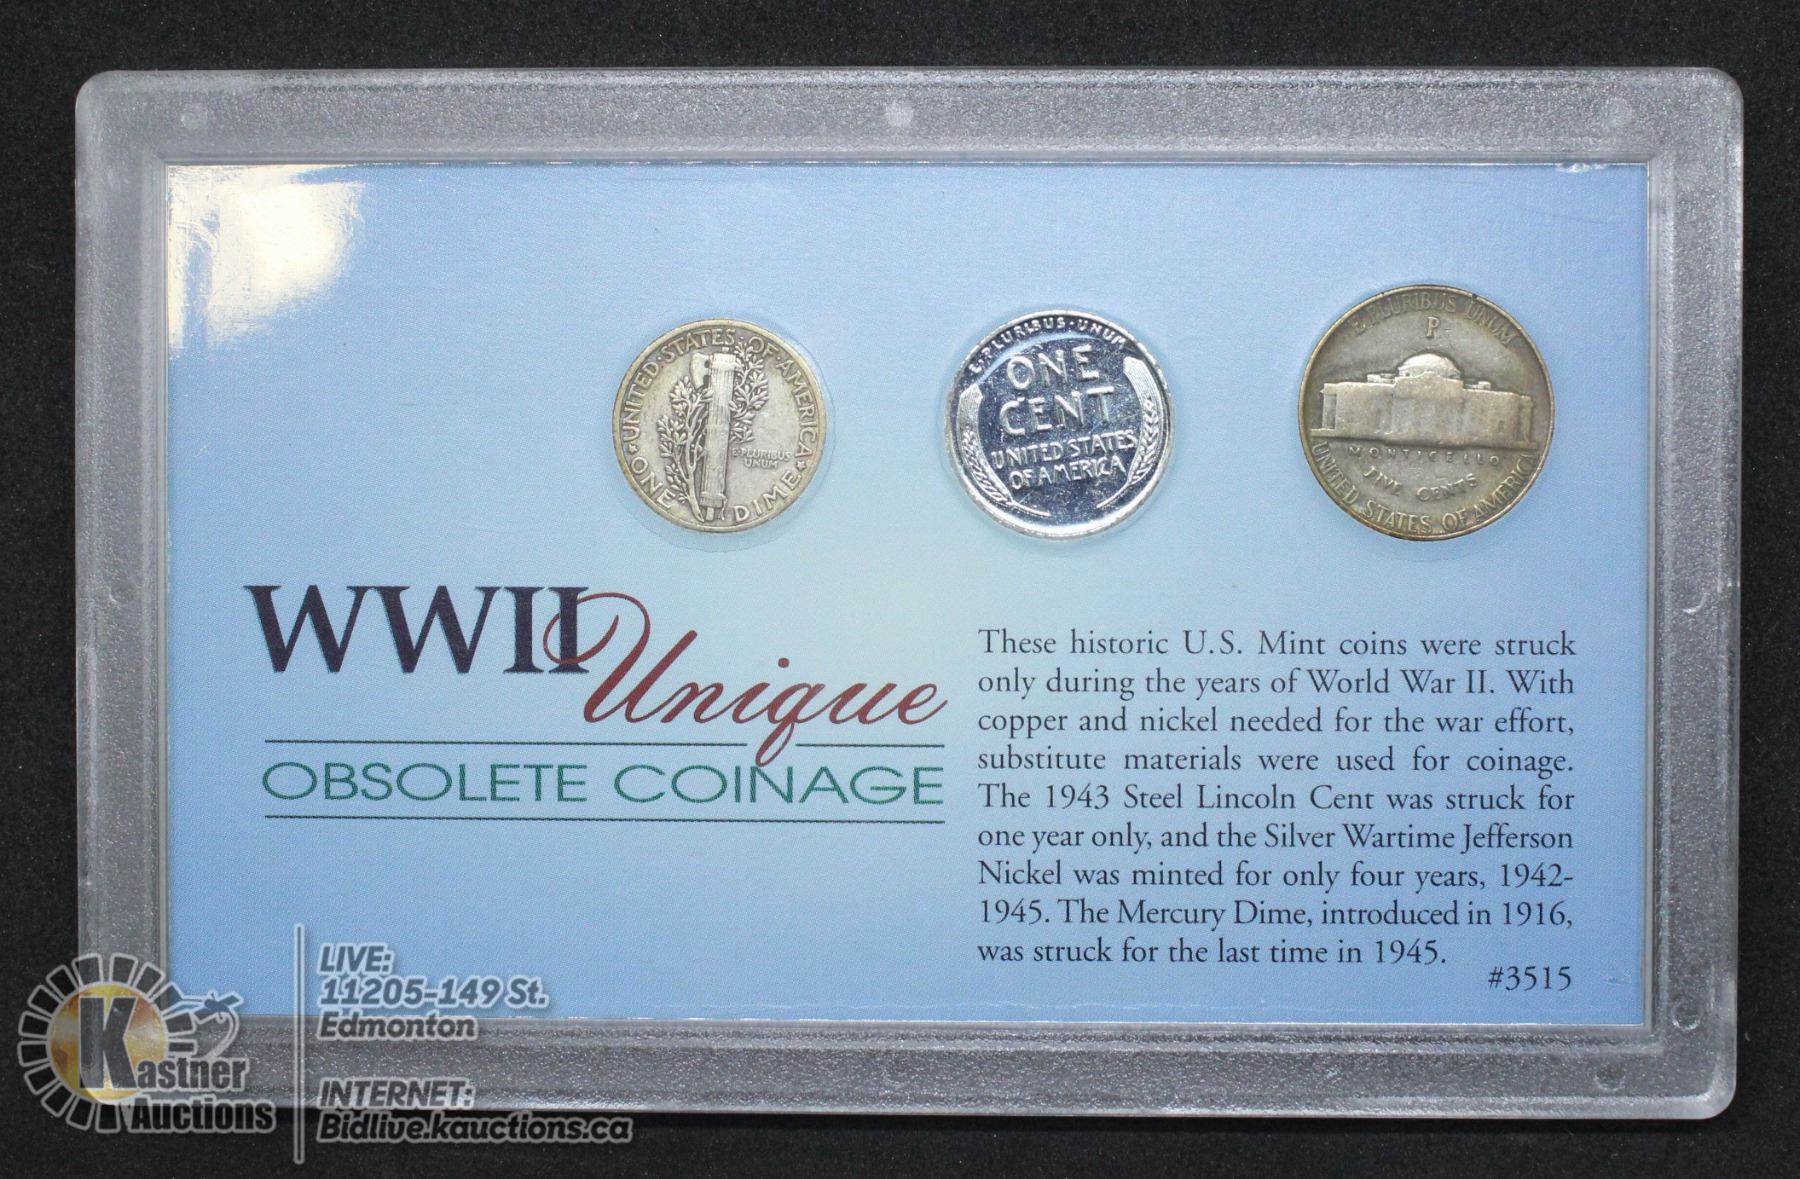 UNITED·STATES·OF·AMERICA
E·PLURIBUS
UNUM
ONE DIME
E·PLURIBUS·UNUM
ONE
CENT
UNITED STATES
OF AMERICA
E PLURIBUS UNUM
P
MONTICELLO
FIVE CENTS
UNITED STATES OF AMERICA
WWII
Unique
OBSOLETE COINAGE
These historic U.S. Mint coins were struck
only during the years of World War II. With
copper and nickel needed for the war effort,
substitute materials were used for coinage.
The 1943 Steel Lincoln Cent was struck for
one year only, and the Silver Wartime Jefferson
Nickel was minted for only four years, 1942-
1945. The Mercury Dime, introduced in 1916,
was struck for the last time in 1945.
#3515
Kastner
Auctions
LIVE:
11205-149 St.
Edmonton
INTERNET:
Bidlive.kauctions.ca